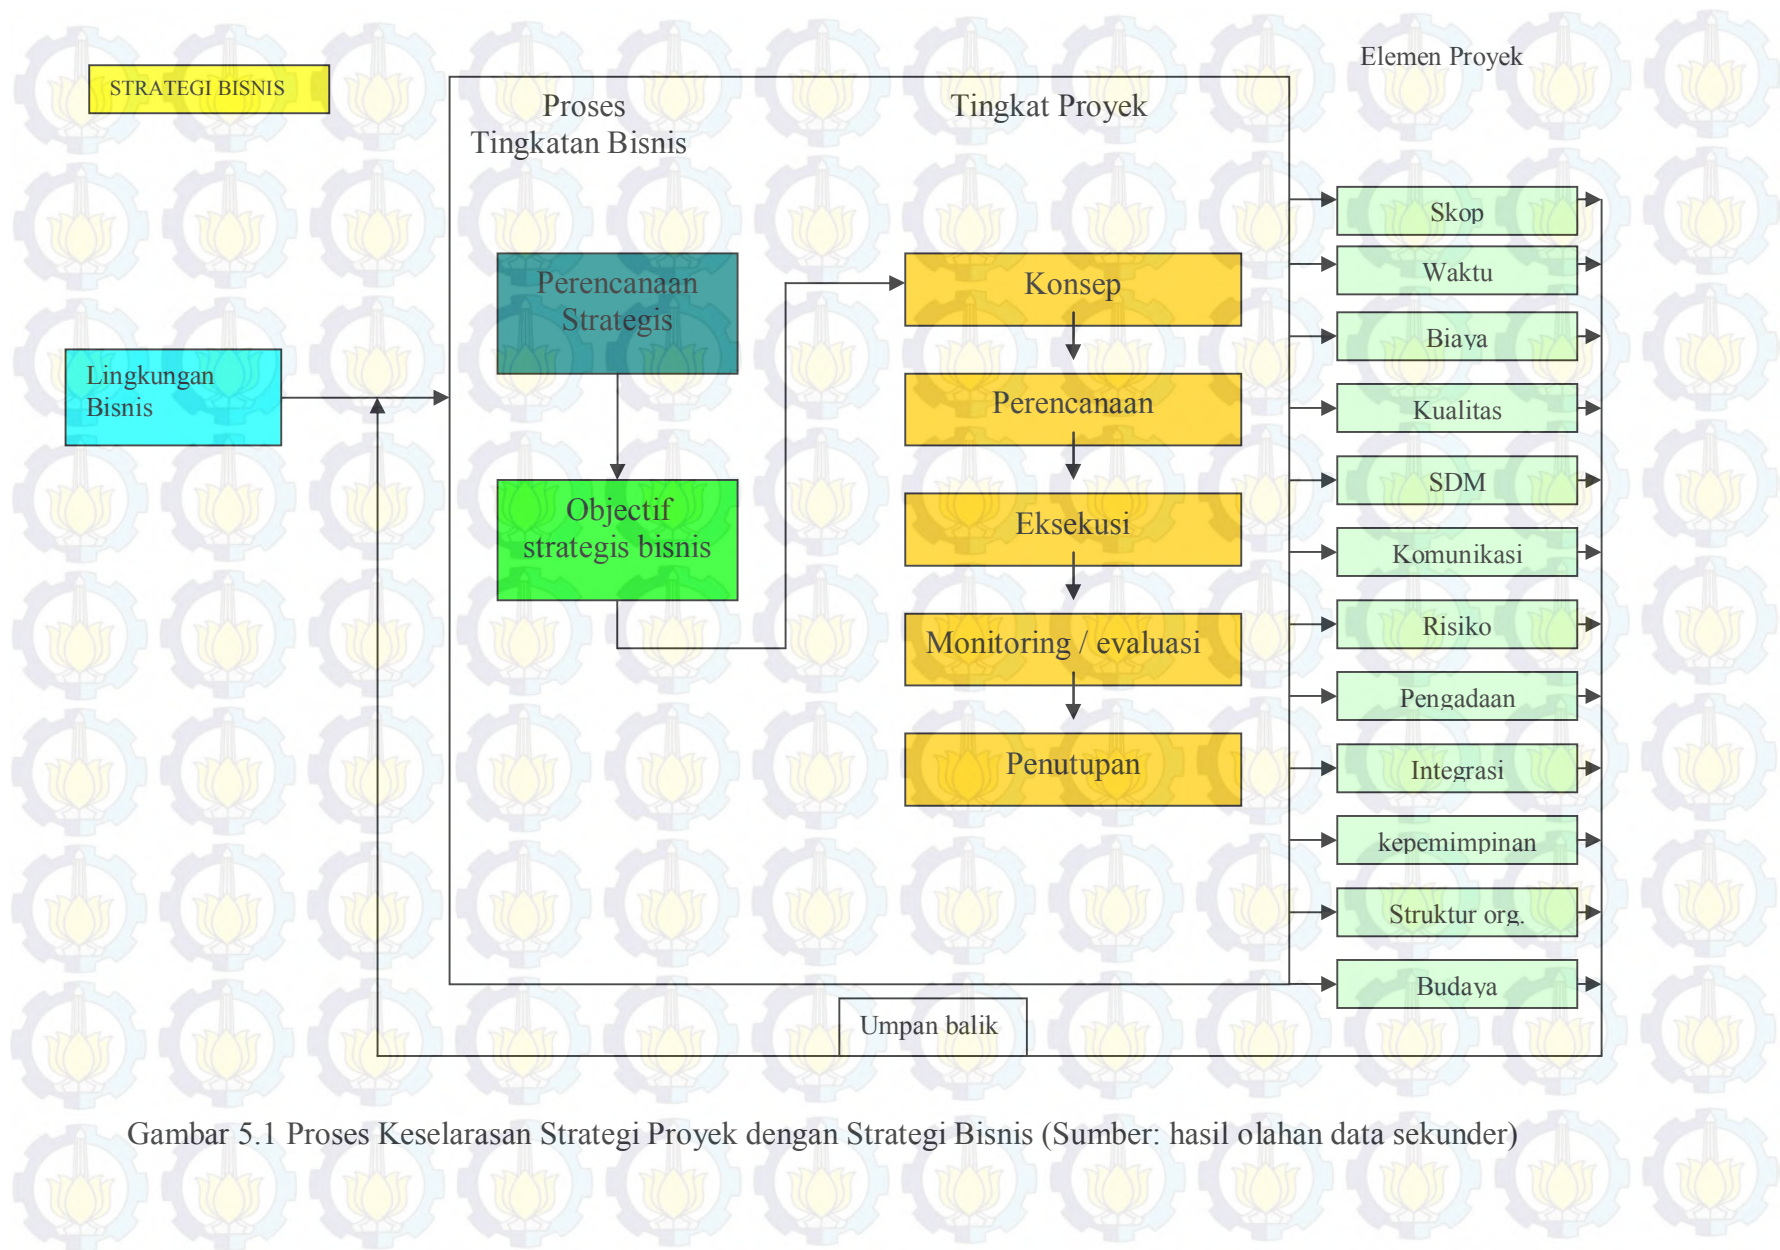 Elemen Proyek
STRATEGI BISNIS
Proses
Tingkatan Bisnis
Tingkat Proyek
Lingkungan
Bisnis
Perencanaan
Strategis
Objectif
strategis bisnis
Konsep
Perencanaan
Eksekusi
Monitoring / evaluasi
Penutupan
Skop
Waktu
Biaya
Kualitas
SDM
Komunikasi
Risiko
Pengadaan
Integrasi
kepemimpinan
Struktur org.
Budaya
Umpan balik
Gambar 5.1 Proses Keselarasan Strategi Proyek dengan Strategi Bisnis (Sumber: hasil olahan data sekunder)